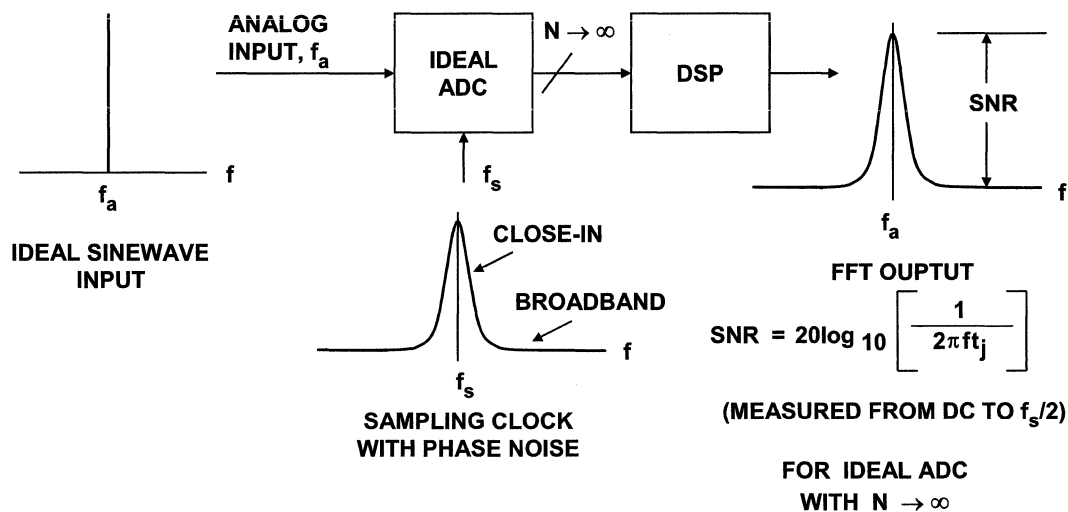 ANALOG
INPUT, fa
IDEAL
ADC
N → ∞
DSP
SNR
f
fa
IDEAL SINEWAVE
INPUT
fs
CLOSE-IN
BROADBAND
f
fs
SAMPLING CLOCK
WITH PHASE NOISE
f
fa
FFT OUPTUT
SNR = 20log10 [ 1 / 2πftj ]
(MEASURED FROM DC TO fs/2)
FOR IDEAL ADC
WITH N → ∞